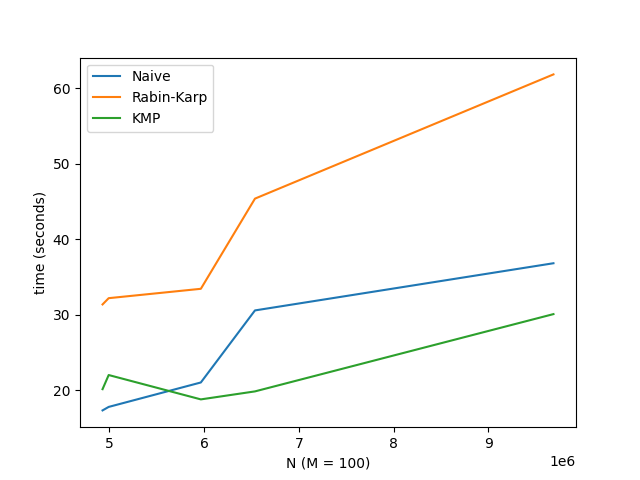 Naive
Rabin-Karp
KMP
time (seconds)
60
50
40
30
20
5 6 7 8 9
1e6
N (M = 100)